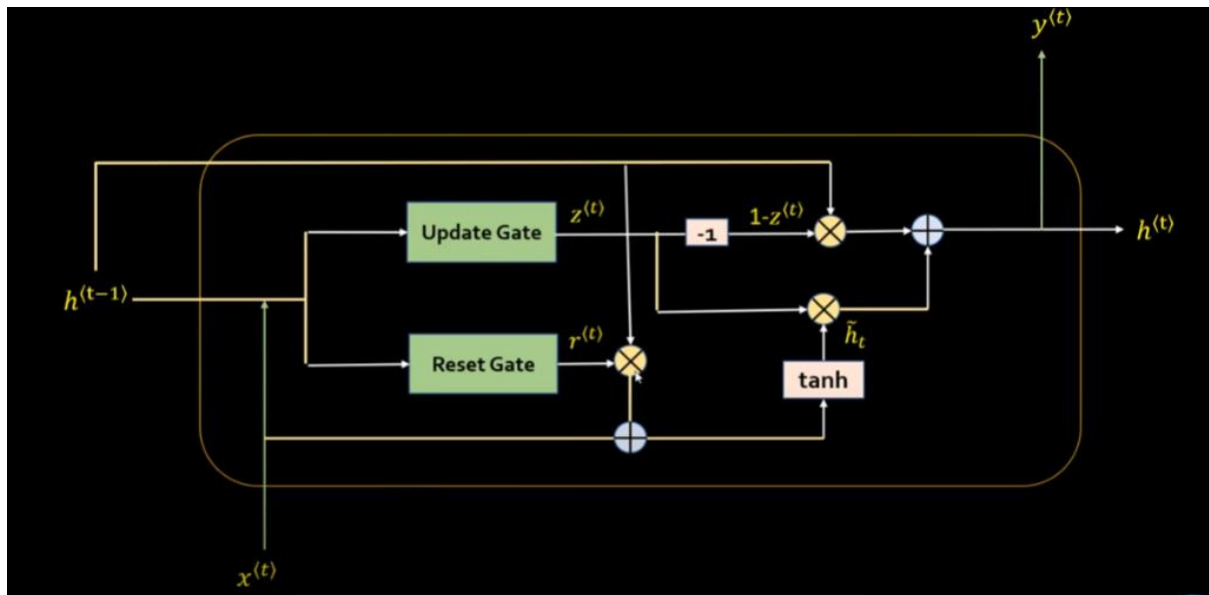 y⟨t⟩
Update Gate
z⟨t⟩
-1
1-z⟨t⟩
h⟨t⟩
h⟨t−1⟩
Reset Gate
r⟨t⟩
h̃t
tanh
x⟨t⟩